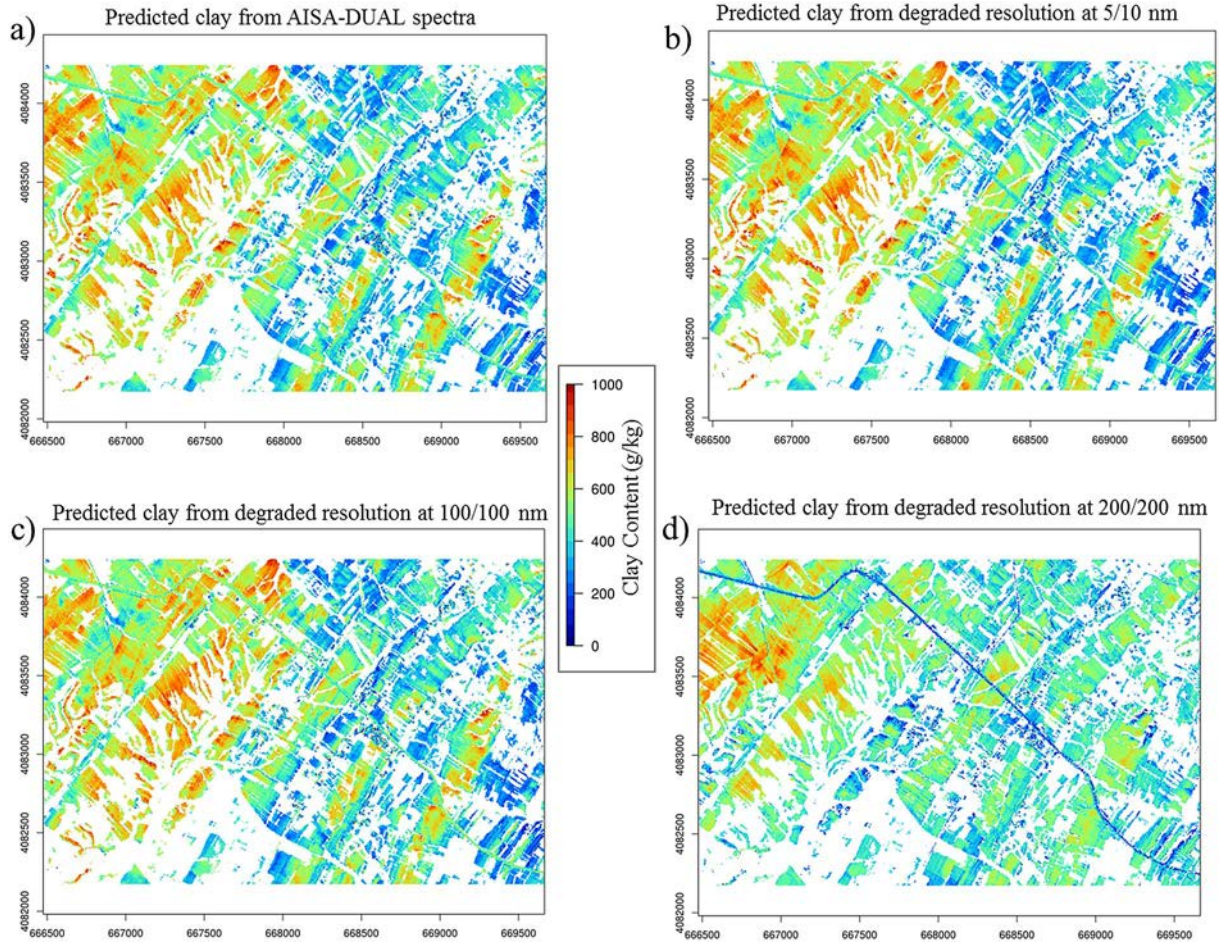 Predicted clay from AISA-DUAL spectra
a)
4084000
4083500
4083000
4082500
4082000
666500 667000 667500 668000 668500 669000 669500
Predicted clay from degraded resolution at 5/10 nm
b)
4084000
4083500
4083000
4082500
4082000
666500 667000 667500 668000 668500 669000 669500
1000
800
600
400
200
0
Clay Content (g/kg)
Predicted clay from degraded resolution at 100/100 nm
c)
4084000
4083500
4083000
4082500
4082000
666500 667000 667500 668000 668500 669000 669500
Predicted clay from degraded resolution at 200/200 nm
d)
4084000
4083500
4083000
4082500
4082000
666500 667000 667500 668000 668500 669000 669500